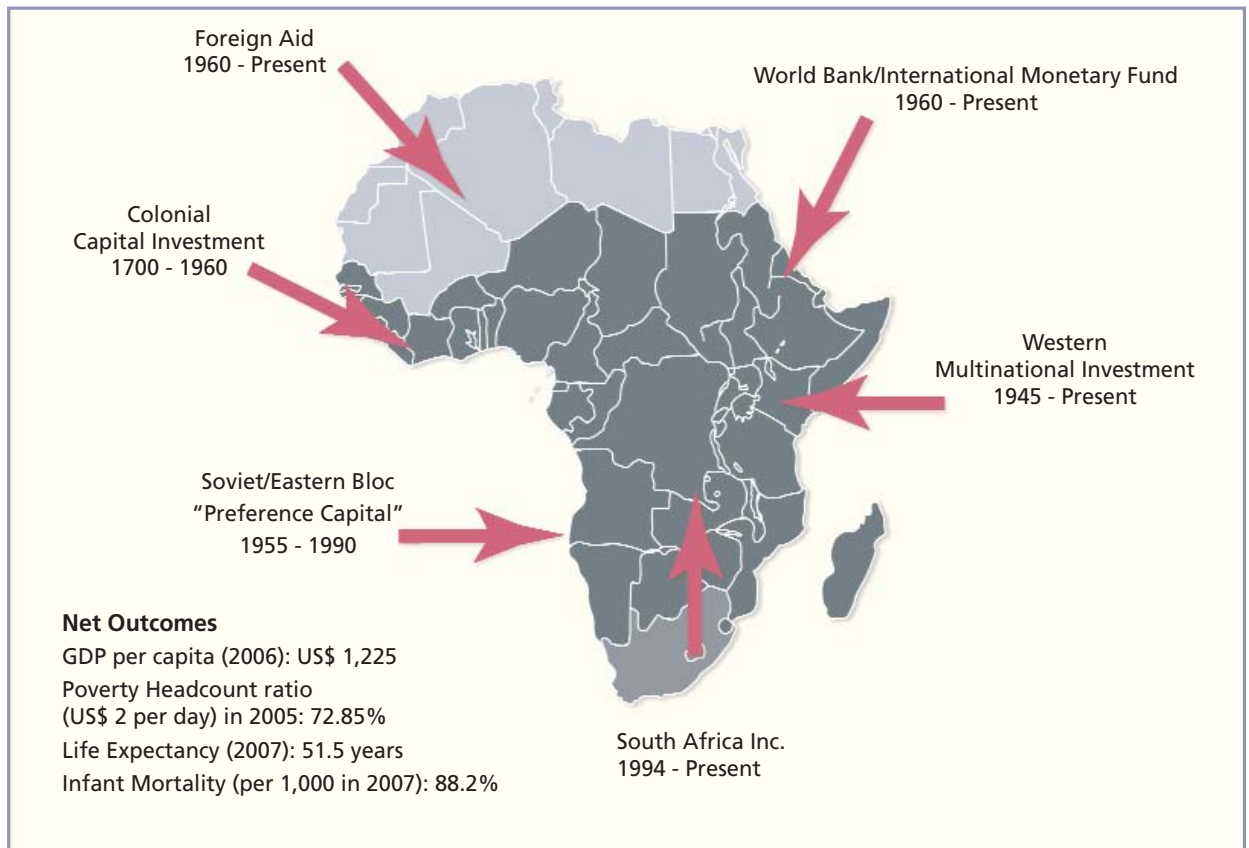 Foreign Aid
1960 - Present
World Bank/International Monetary Fund
1960 - Present
Colonial
Capital Investment
1700 - 1960
Western
Multinational Investment
1945 - Present
Soviet/Eastern Bloc
“Preference Capital”
1955 - 1990
Net Outcomes
GDP per capita (2006): US$ 1,225
Poverty Headcount ratio
(US$ 2 per day) in 2005: 72.85%
Life Expectancy (2007): 51.5 years
Infant Mortality (per 1,000 in 2007): 88.2%
South Africa Inc.
1994 - Present